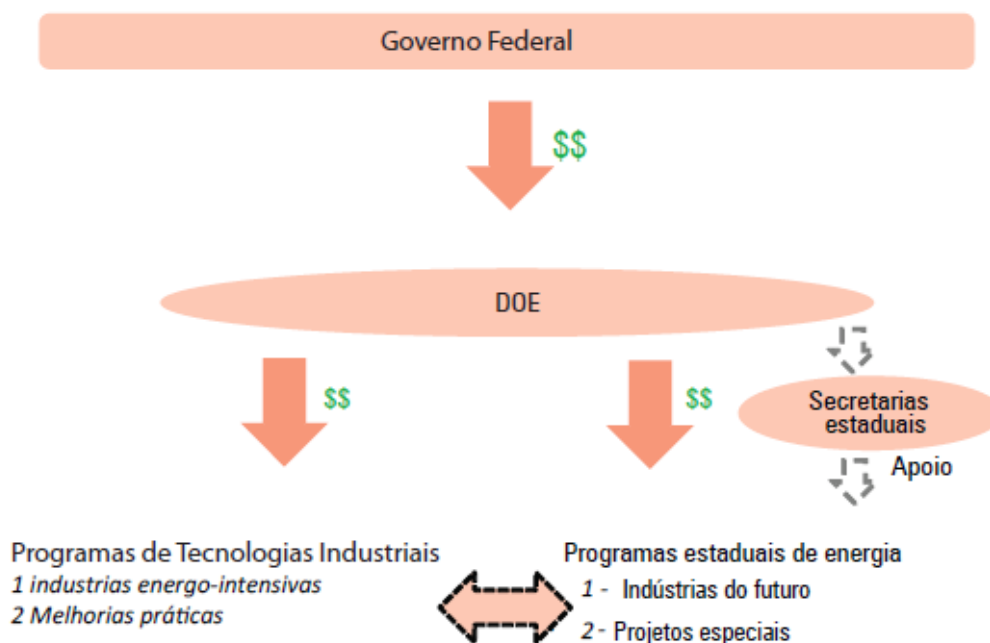 Governo Federal
$$
DOE
$$
$$
Secretarias
estaduais
Apoio
Programas de Tecnologias Industriais
1 industrias energo-intensivas
2 Melhorias práticas
Programas estaduais de energia
1 - Indústrias do futuro
2 - Projetos especiais